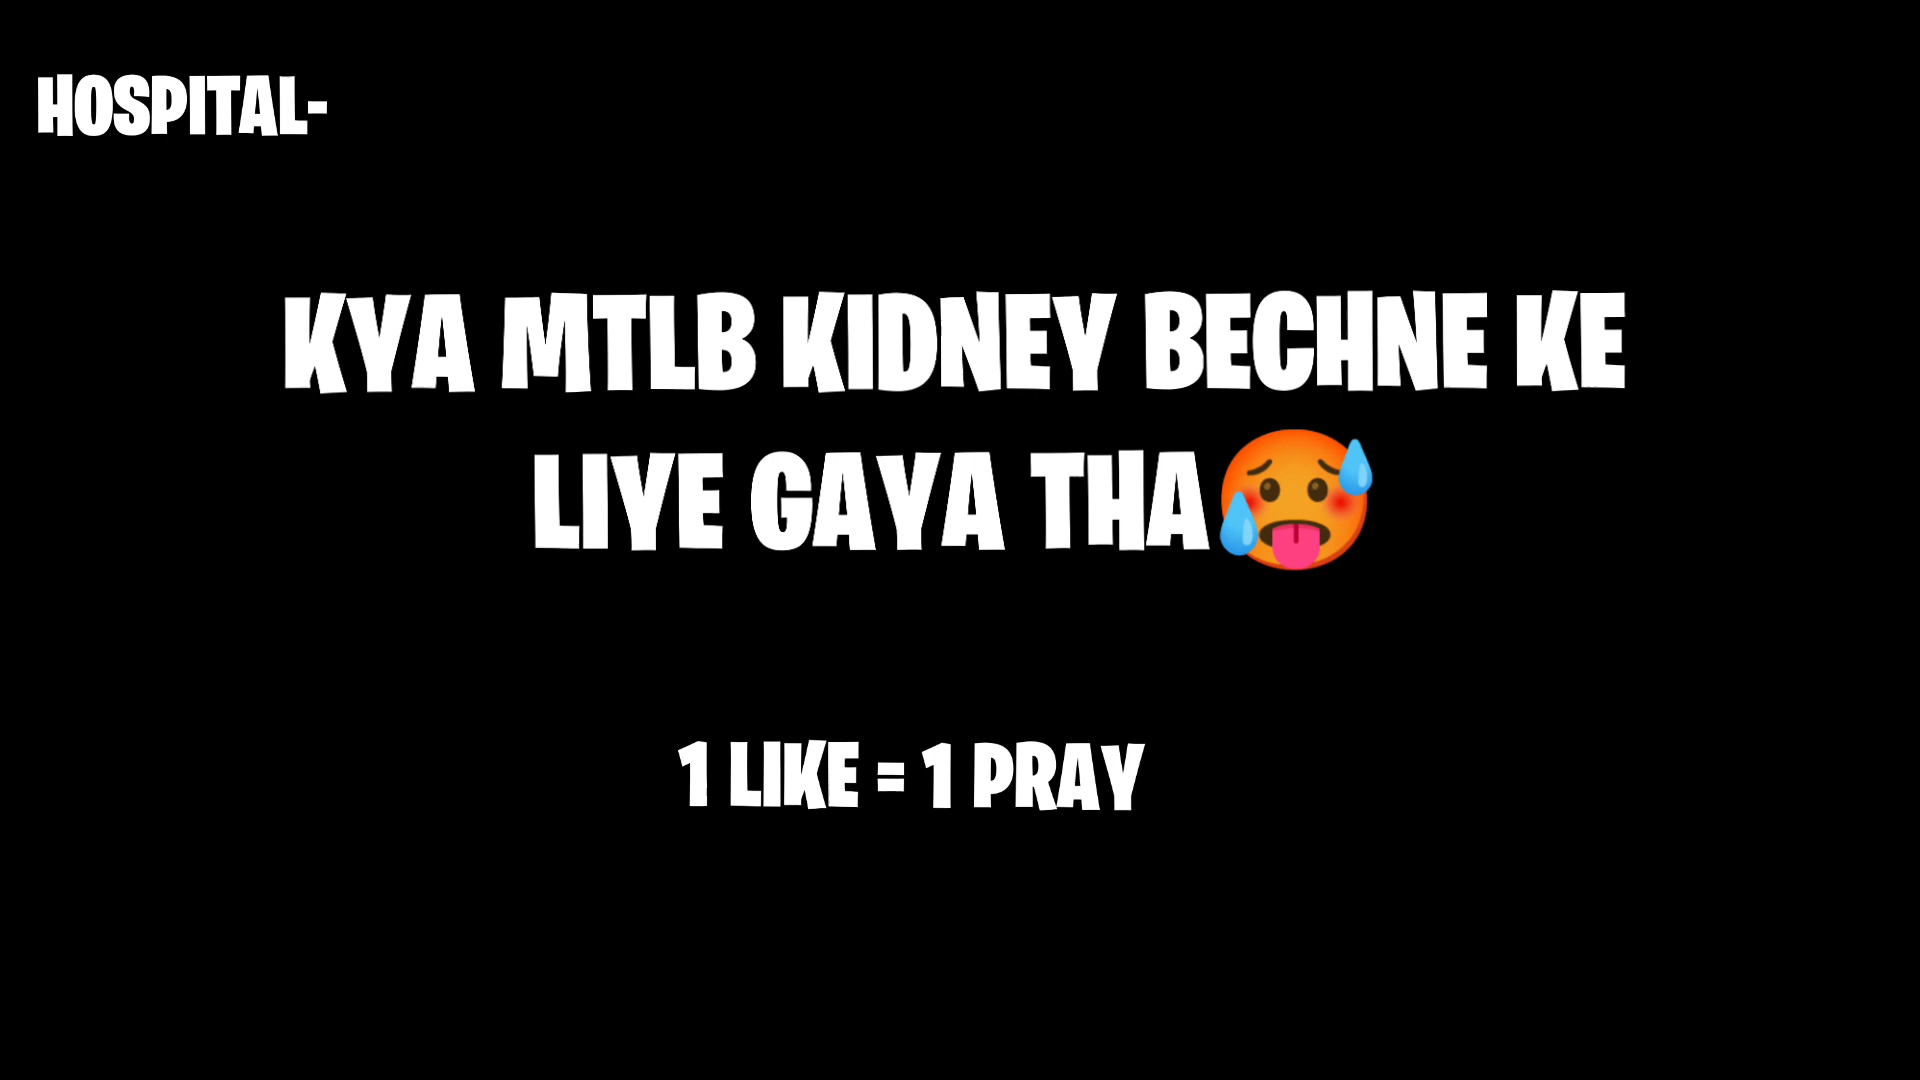 HOSPITAL-
KYA MTLB KIDNEY BECHNE KE
LIYE GAYA THA🥵
1 LIKE = 1 PRAY